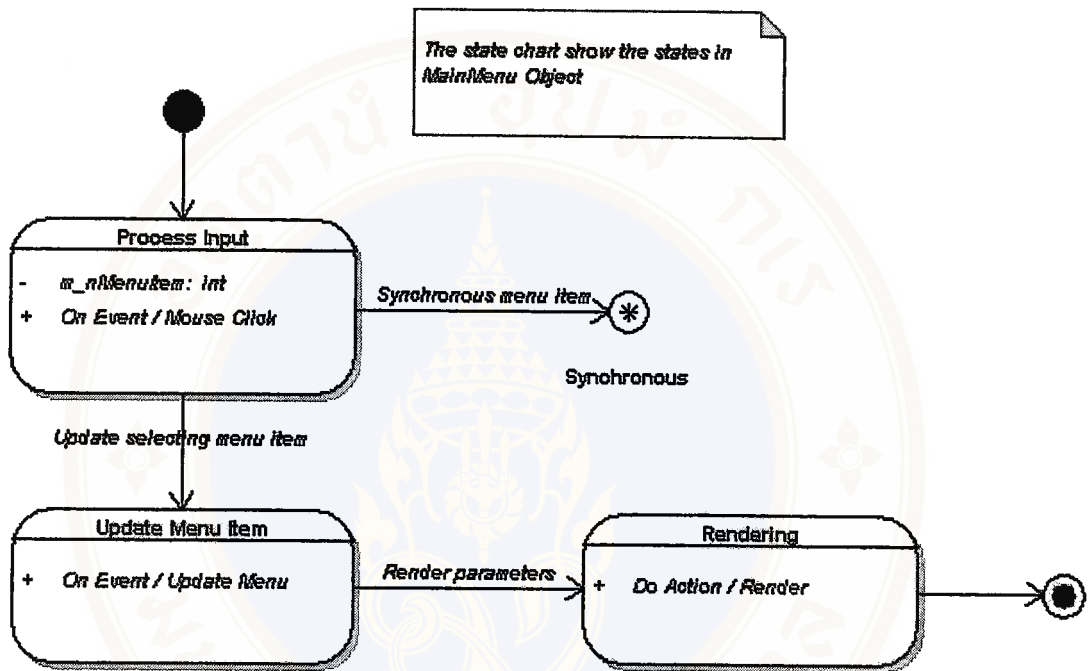 The state chart show the states in
MainMenu Object
Process Input
- m_nMenuItem: int
+ On Event / Mouse Click
Synchronous menu item
*
Synchronous
Update selecting menu item
Update Menu Item
+ On Event / Update Menu
Render parameters
Rendering
+ Do Action / Render